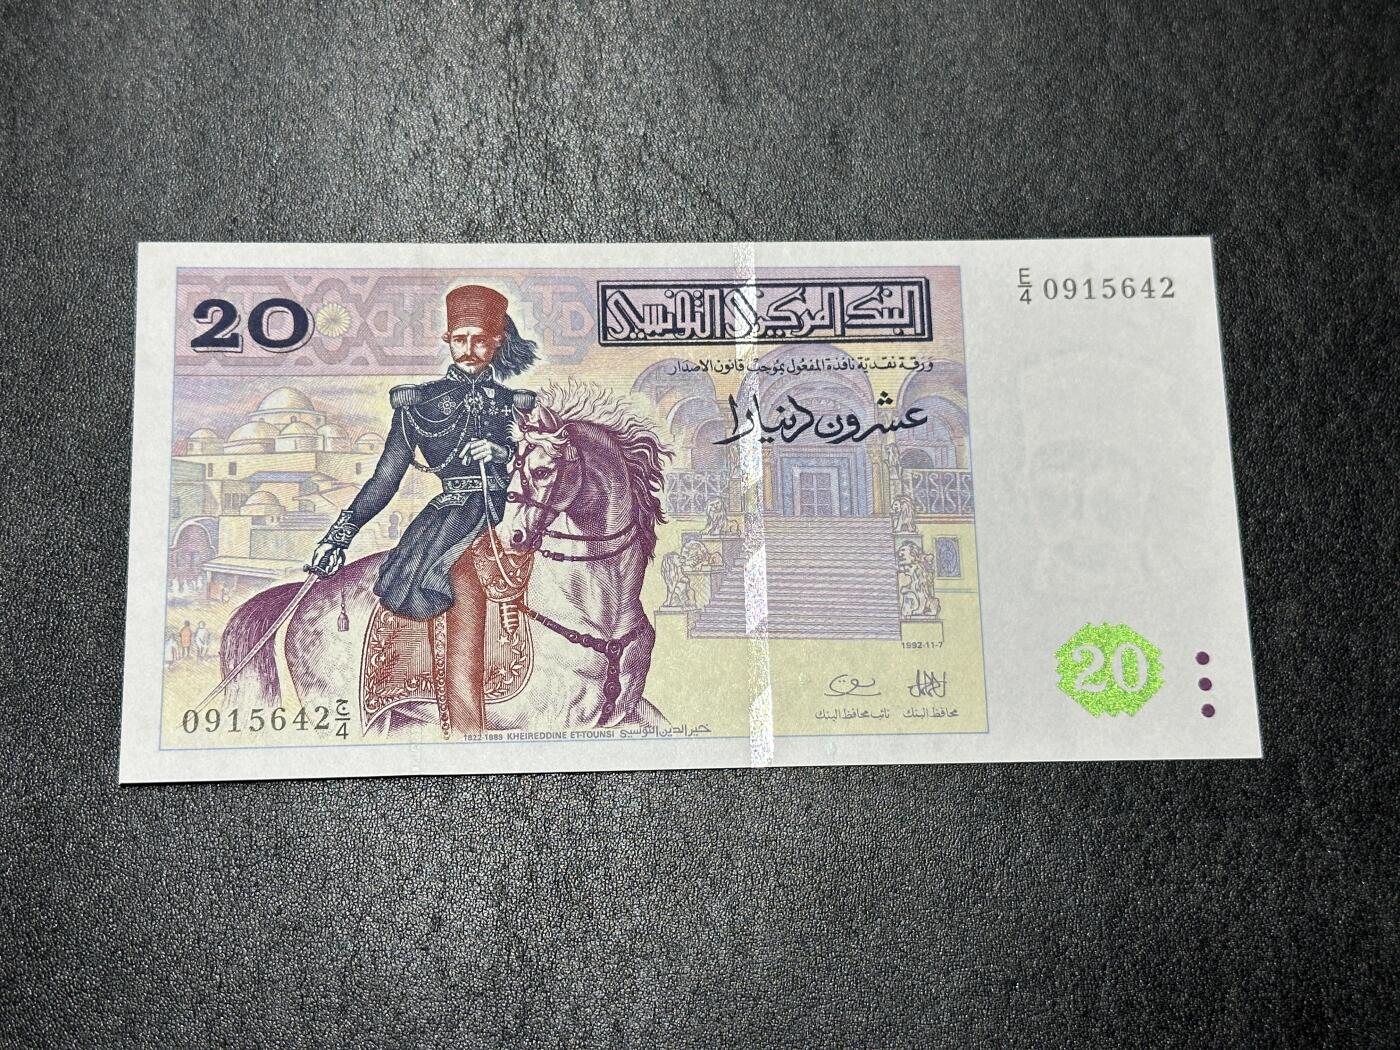 20
البنك المركزي التونسي
E/4 0915642
ورقة نقدية نافذة المفعول بموجب قانون الاصدار
عشرون دينارا
1992-11-7
محافظ البنك
نائب محافظ البنك
20
0915642 ج/4
1822-1889 KHEIREDDINE ET-TOUNSI خير الدين التونسي